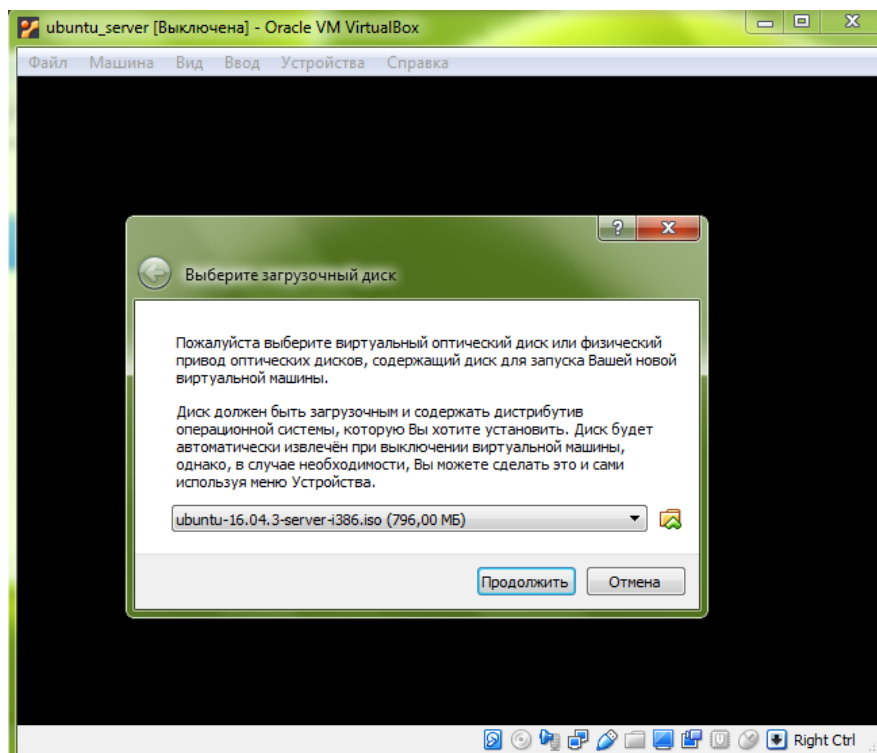 ubuntu_server [Выключена] - Oracle VM VirtualBox
Файл Машина Вид Ввод Устройства Справка
Выберите загрузочный диск
Пожалуйста выберите виртуальный оптический диск или физический
привод оптических дисков, содержащий диск для запуска Вашей новой
виртуальной машины.
Диск должен быть загрузочным и содержать дистрибутив
операционной системы, которую Вы хотите установить. Диск будет
автоматически извлечён при выключении виртуальной машины,
однако, в случае необходимости, Вы можете сделать это и сами
используя меню Устройства.
ubuntu-16.04.3-server-i386.iso (796,00 МБ)
Продолжить Отмена
Right Ctrl